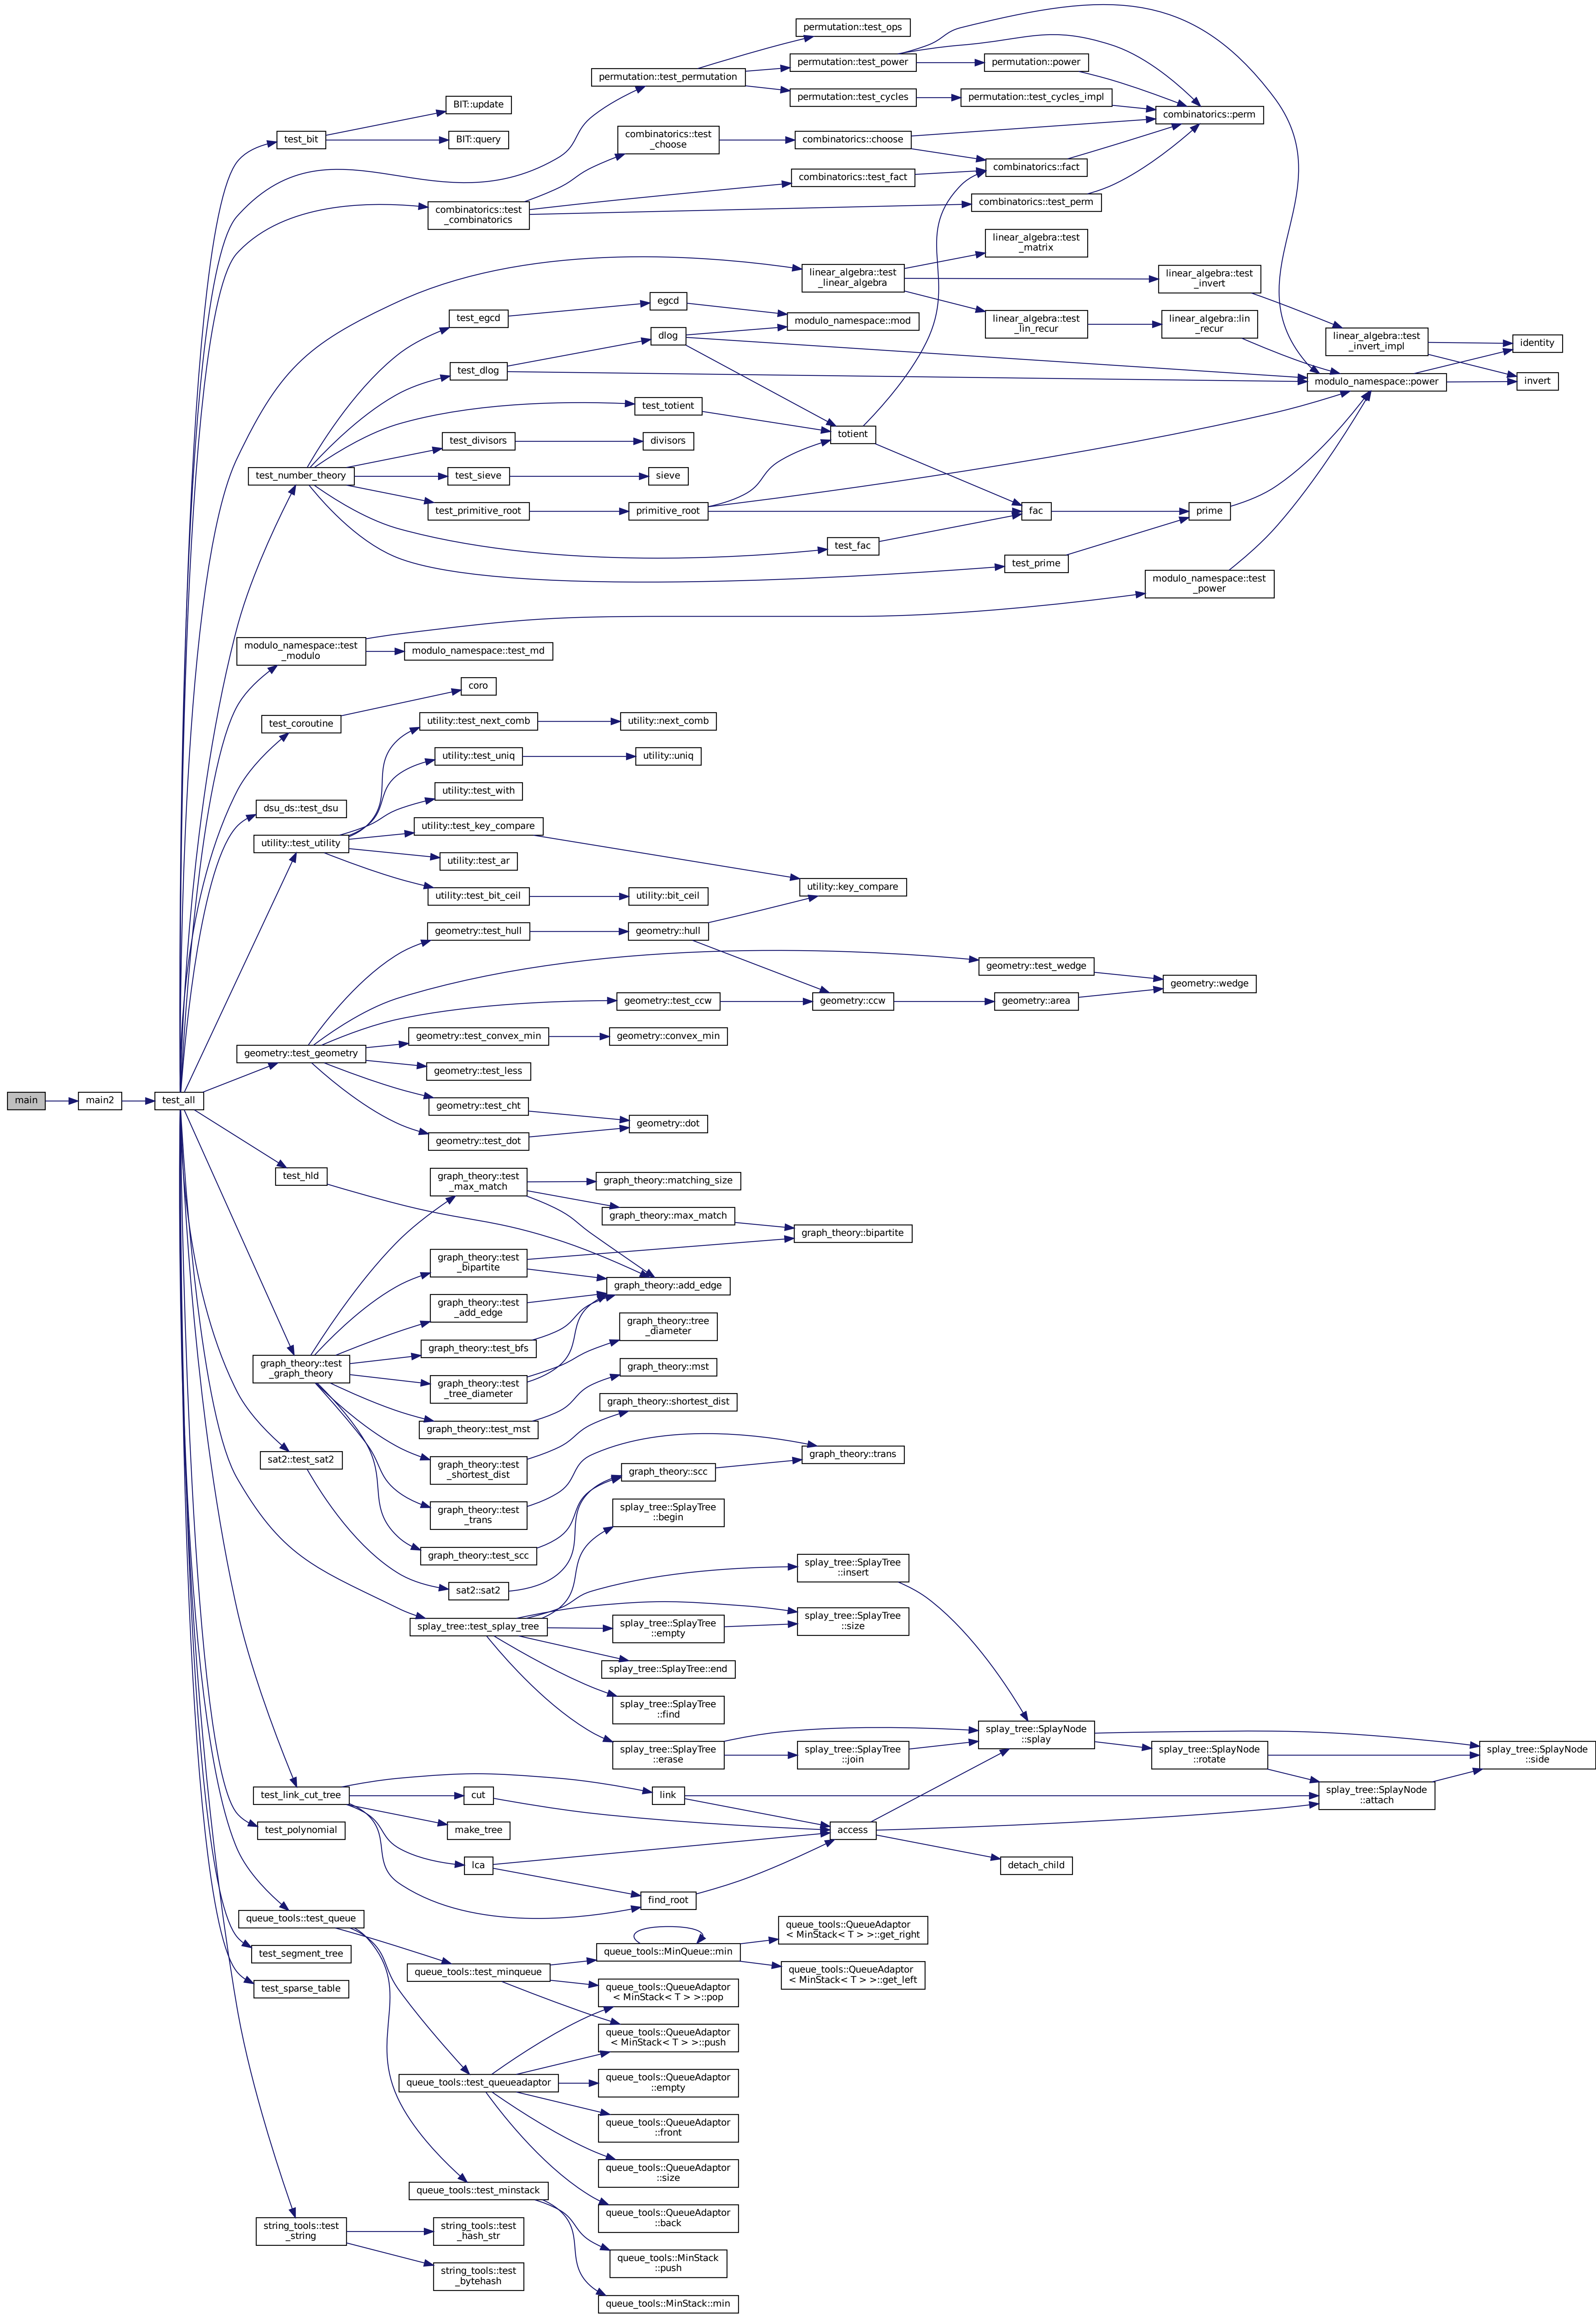 permutation::test_ops
permutation::test_power
permutation::power
permutation::test_permutation
permutation::test_cycles
permutation::test_cycles_impl
BIT::update
combinatorics::perm
test_bit
BIT::query
combinatorics::test
_choose
combinatorics::choose
combinatorics::fact
combinatorics::test_fact
combinatorics::test_perm
combinatorics::test
_combinatorics
linear_algebra::test
_matrix
linear_algebra::test
_linear_algebra
linear_algebra::test
_invert
egcd
test_egcd
modulo_namespace::mod
linear_algebra::test
_lin_recur
linear_algebra::lin
_recur
dlog
linear_algebra::test
_invert_impl
identity
test_dlog
modulo_namespace::power
invert
test_totient
totient
test_divisors
divisors
test_number_theory
test_sieve
sieve
test_primitive_root
primitive_root
fac
prime
test_fac
test_prime
modulo_namespace::test
_power
modulo_namespace::test
_modulo
modulo_namespace::test_md
coro
test_coroutine
utility::test_next_comb
utility::next_comb
utility::test_uniq
utility::uniq
utility::test_with
dsu_ds::test_dsu
utility::test_key_compare
utility::test_utility
utility::test_ar
utility::key_compare
utility::test_bit_ceil
utility::bit_ceil
geometry::test_hull
geometry::hull
geometry::test_wedge
geometry::wedge
geometry::test_ccw
geometry::ccw
geometry::area
geometry::test_convex_min
geometry::convex_min
geometry::test_geometry
geometry::test_less
main
main2
test_all
geometry::test_cht
geometry::dot
geometry::test_dot
test_hld
graph_theory::test
_max_match
graph_theory::matching_size
graph_theory::max_match
graph_theory::bipartite
graph_theory::test
_bipartite
graph_theory::add_edge
graph_theory::test
_add_edge
graph_theory::tree
_diameter
graph_theory::test_bfs
graph_theory::test
_graph_theory
graph_theory::mst
graph_theory::test
_tree_diameter
graph_theory::shortest_dist
graph_theory::test_mst
sat2::test_sat2
graph_theory::trans
graph_theory::test
_shortest_dist
graph_theory::scc
graph_theory::test
_trans
splay_tree::SplayTree
::begin
graph_theory::test_scc
splay_tree::SplayTree
::insert
sat2::sat2
splay_tree::test_splay_tree
splay_tree::SplayTree
::empty
splay_tree::SplayTree
::size
splay_tree::SplayTree::end
splay_tree::SplayTree
::find
splay_tree::SplayNode
::splay
splay_tree::SplayTree
::erase
splay_tree::SplayTree
::join
splay_tree::SplayNode
::rotate
splay_tree::SplayNode
::side
test_link_cut_tree
cut
link
splay_tree::SplayNode
::attach
test_polynomial
make_tree
access
lca
detach_child
find_root
queue_tools::test_queue
queue_tools::QueueAdaptor
< MinStack< T > >::get_right
test_segment_tree
queue_tools::MinQueue::min
queue_tools::test_minqueue
queue_tools::QueueAdaptor
< MinStack< T > >::get_left
test_sparse_table
queue_tools::QueueAdaptor
< MinStack< T > >::pop
queue_tools::QueueAdaptor
< MinStack< T > >::push
queue_tools::test_queueadaptor
queue_tools::QueueAdaptor
::empty
queue_tools::QueueAdaptor
::front
queue_tools::QueueAdaptor
::size
queue_tools::test_minstack
queue_tools::QueueAdaptor
::back
string_tools::test
_string
string_tools::test
_hash_str
queue_tools::MinStack
::push
string_tools::test
_bytehash
queue_tools::MinStack::min